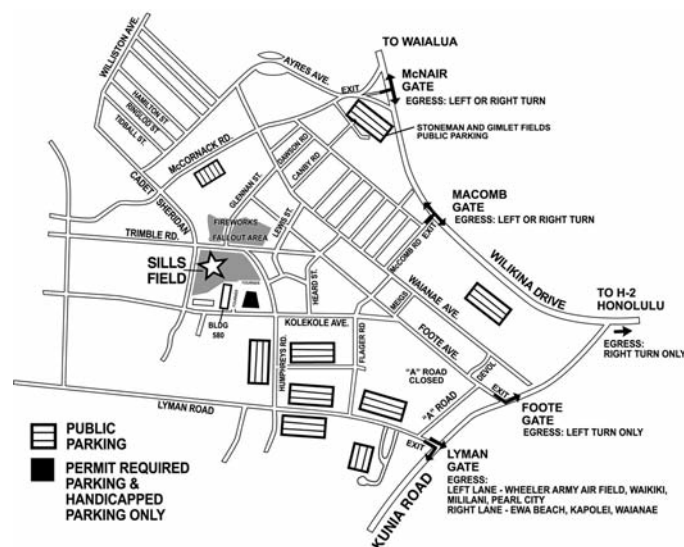 TO WAIALUA
WILLISTON AVE.
AYRES AVE.
EXIT
McNAIR
GATE
EGRESS: LEFT OR RIGHT TURN
HAMILTON ST
RINGLOD ST
TIDBALL ST.
STONEMAN AND GIMLET FIELDS
PUBLIC PARKING
McCORNACK RD.
DAWSON RD
CANBY RD
CADET
SHERIDAN
GLENNAN ST.
LEWIS ST.
MACOMB
GATE
EGRESS: LEFT OR RIGHT TURN
FIREWORKS
FALLOUT AREA
TRIMBLE RD.
McCOMB RD
EXIT
SILLS
FIELD
HEARD ST.
WILIKINA DRIVE
WAIANAE AVE.
MEIGS
TO H-2
HONOLULU
BLDG
580
KOLEKOLE AVE.
EGRESS:
RIGHT TURN ONLY
FOOTE AVE.
HUMPHREYS RD.
FLAGER RD
DEVOL
"A" ROAD
CLOSED
EXIT
"A" ROAD
LYMAN ROAD
FOOTE
GATE
EGRESS: LEFT TURN ONLY
EXIT
PUBLIC
PARKING
LYMAN
GATE
EGRESS:
LEFT LANE - WHEELER ARMY AIR FIELD, WAIKIKI,
MILILANI, PEARL CITY
RIGHT LANE - EWA BEACH, KAPOLEI, WAIANAE
PERMIT REQUIRED
PARKING &
HANDICAPPED
PARKING ONLY
KUNIA ROAD